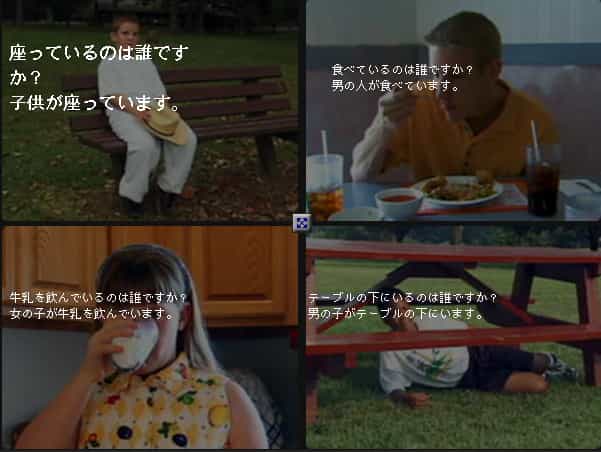 座っているのは誰です
か？
子供が座っています。
食べているのは誰ですか？
男の人が食べています。
牛乳を飲んでいるのは誰ですか？
女の子が牛乳を飲んでいます。
テーブルの下にいるのは誰ですか？
男の子がテーブルの下にいます。